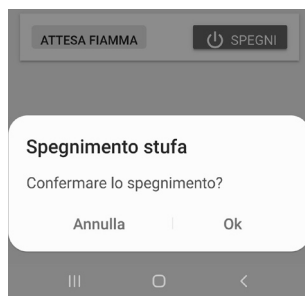 ATTESA FIAMMA
SPEGNI
Spegnimento stufa
Confermare lo spegnimento?
Annulla
Ok